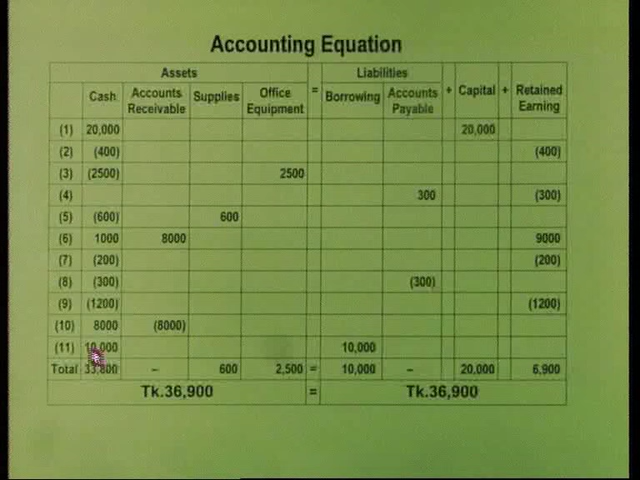 Accounting Equation
Assets = Liabilities + Capital + Retained Earning
Cash Accounts Receivable Supplies Office Equipment Borrowing Accounts Payable
(1) 20,000 20,000
(2) (400) (400)
(3) (2500) 2500
(4) 300 (300)
(5) (600) 600
(6) 1000 8000 9000
(7) (200) (200)
(8) (300) (300)
(9) (1200) (1200)
(10) 8000 (8000)
(11) 10,000 10,000
Total 33,800 – 600 2,500 = 10,000 – 20,000 6,900
Tk.36,900 = Tk.36,900